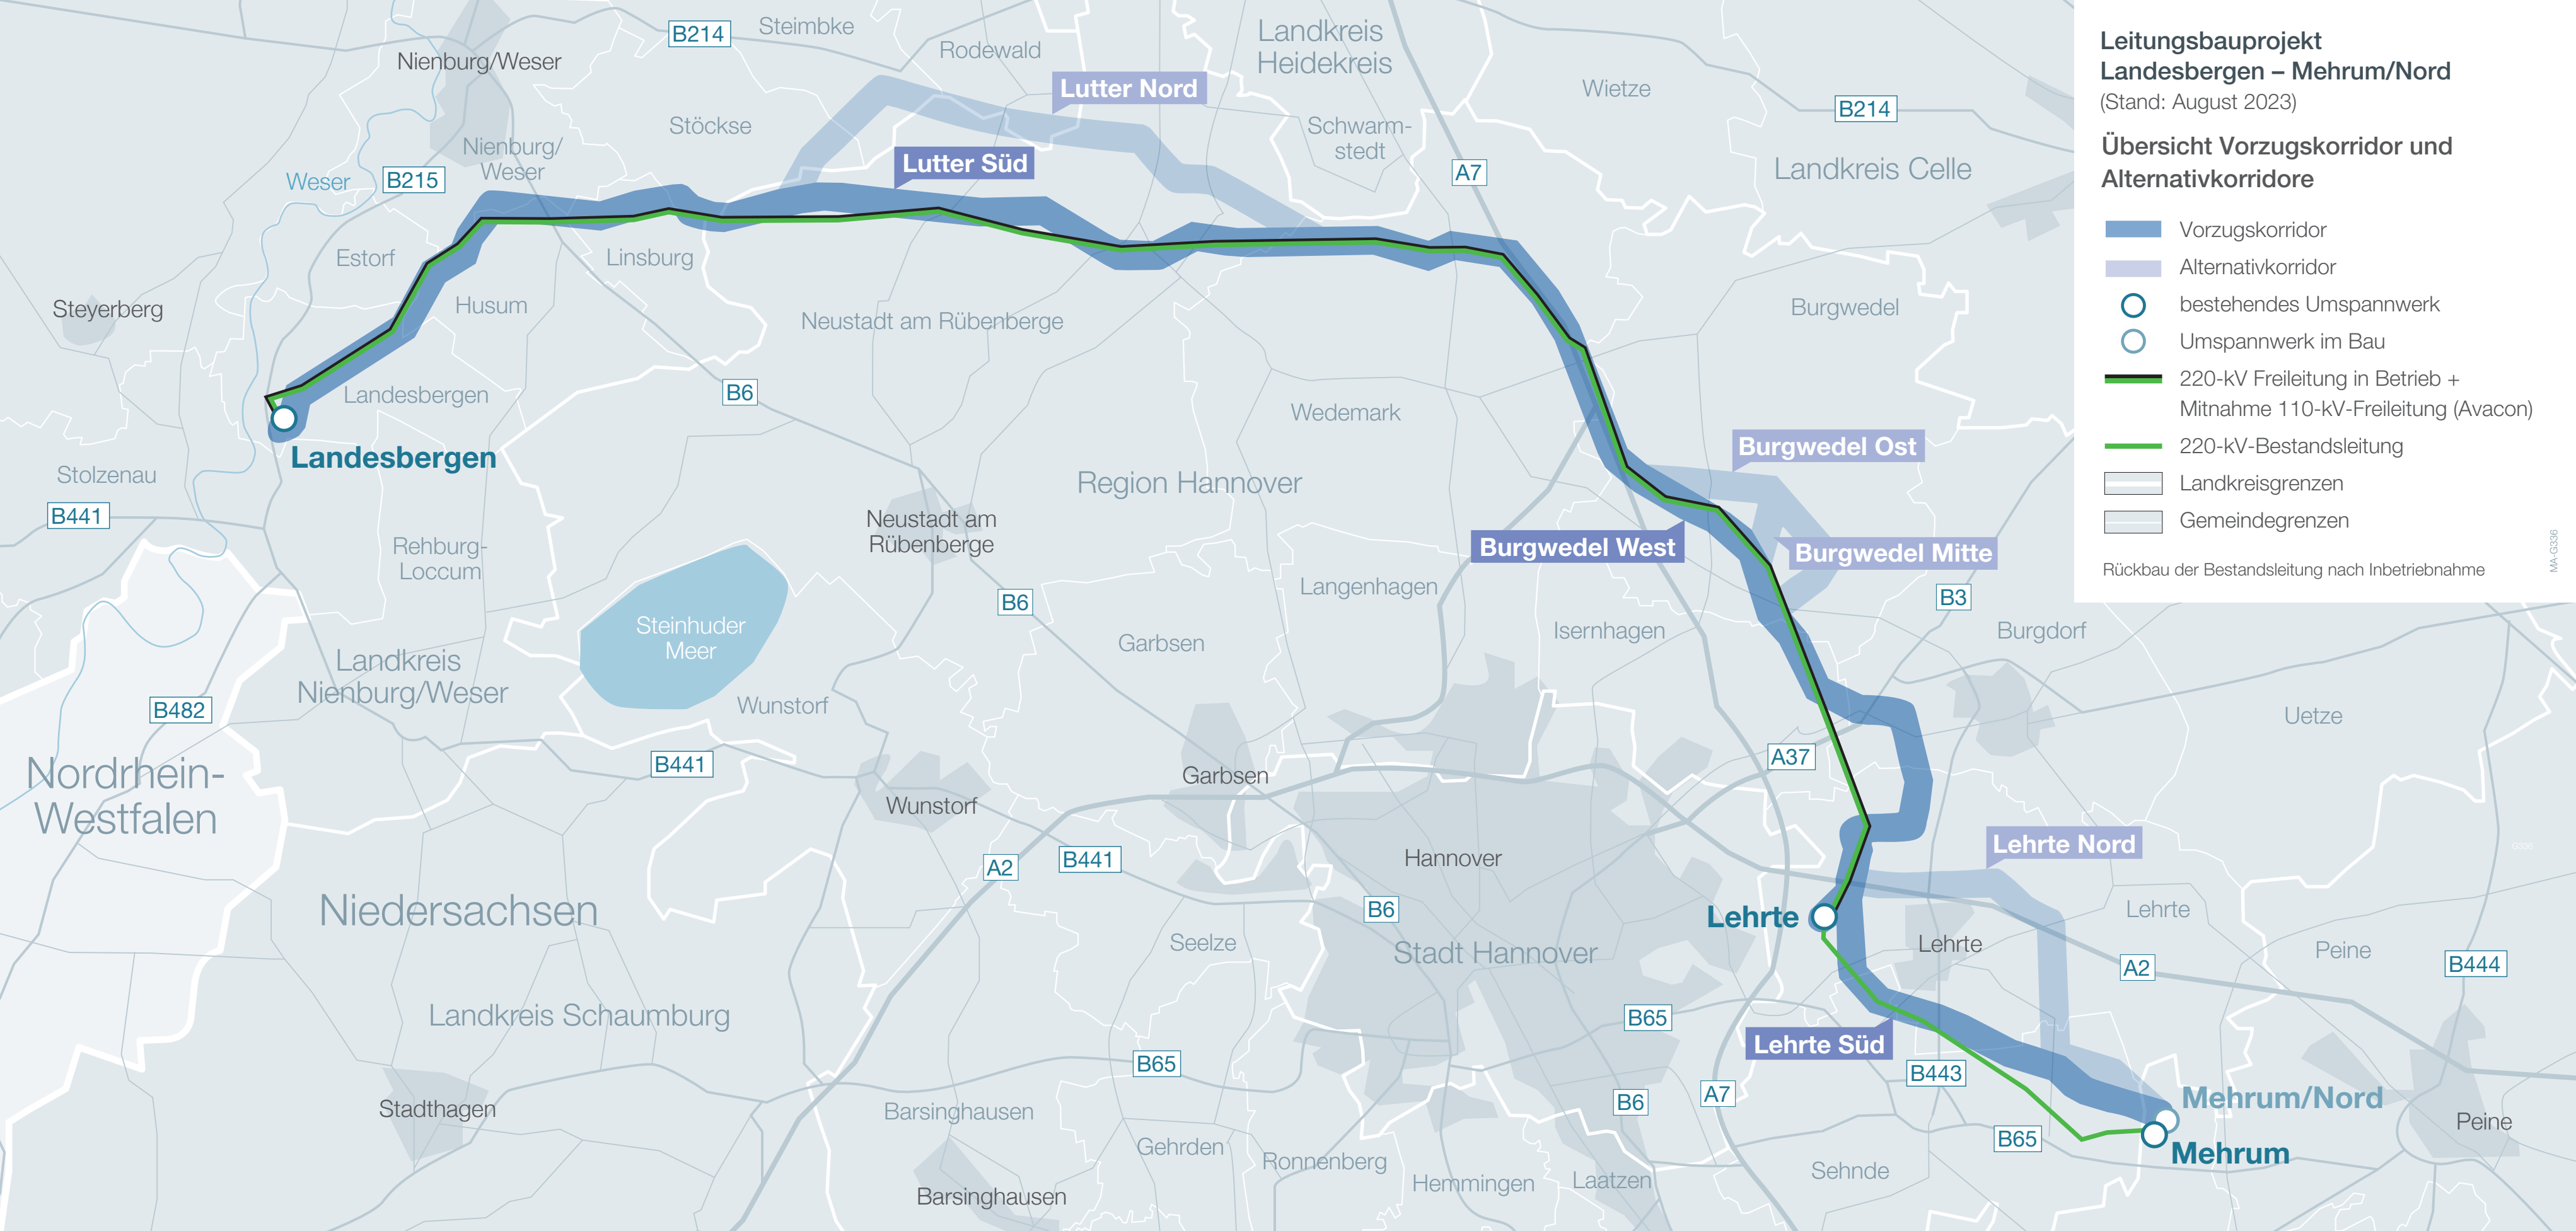 Leitungsbauprojekt
Landesbergen – Mehrum/Nord
(Stand: August 2023)
Übersicht Vorzugskorridor und
Alternativkorridore
Vorzugskorridor
Alternativkorridor
bestehendes Umspannwerk
Umspannwerk im Bau
220-kV Freileitung in Betrieb +
Mitnahme 110-kV-Freileitung (Avacon)
220-kV-Bestandsleitung
Landkreisgrenzen
Gemeindegrenzen
Rückbau der Bestandsleitung nach Inbetriebnahme
MA-G336
B214
Steimbke
Rodewald
Landkreis
Heidekreis
Nienburg/Weser
Lutter Nord
Wietze
B214
Stöckse
Schwarm-
stedt
Nienburg/
Weser
Lutter Süd
A7
Landkreis Celle
Weser
B215
Estorf
Linsburg
Steyerberg
Husum
Neustadt am Rübenberge
Burgwedel
Landesbergen
B6
Wedemark
Burgwedel Ost
Landesbergen
Stolzenau
Region Hannover
B441
Neustadt am
Rübenberge
Burgwedel West
Burgwedel Mitte
Rehburg-
Loccum
Langenhagen
B6
B3
Steinhuder
Meer
Garbsen
Isernhagen
Burgdorf
Landkreis
Nienburg/Weser
B482
Wunstorf
Uetze
Nordrhein-
Westfalen
B441
A37
Garbsen
Wunstorf
Lehrte Nord
G336
A2
B441
Hannover
Niedersachsen
B6
Lehrte
Lehrte
Seelze
Stadt Hannover
Lehrte
A2
Peine
B444
Landkreis Schaumburg
B65
Lehrte Süd
B65
B443
Stadthagen
B6
A7
Mehrum/Nord
Barsinghausen
Peine
Gehrden
B65
Mehrum
Ronnenberg
Hemmingen
Laatzen
Sehnde
Barsinghausen